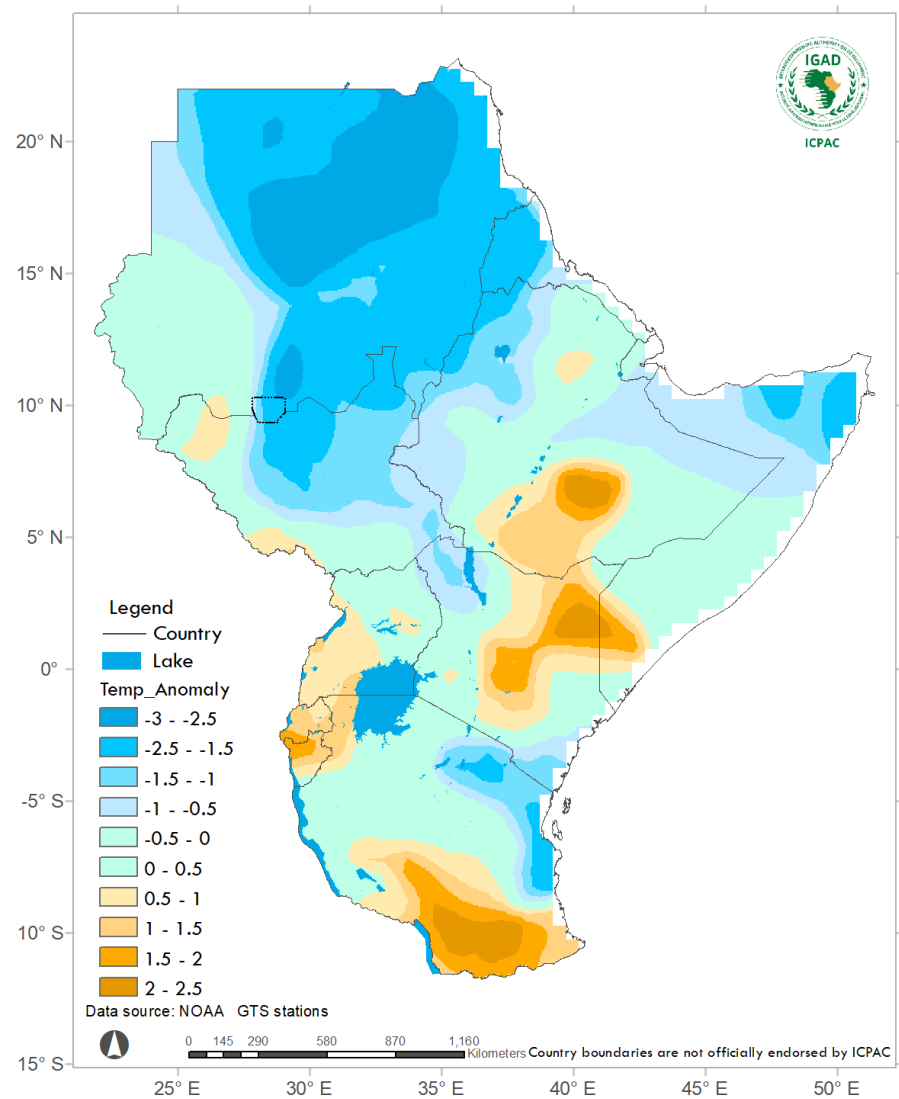 IGAD
ICPAC
20° N
15° N
10° N
5° N
0°
-5° S
10° S
15° S
Legend
Country
Lake
Temp_Anomaly
-3 - -2.5
-2.5 - -1.5
-1.5 - -1
-1 - -0.5
-0.5 - 0
0 - 0.5
0.5 - 1
1 - 1.5
1.5 - 2
2 - 2.5
Data source: NOAA GTS stations
0 145 290 580 870 1,160
Kilometers Country boundaries are not officially endorsed by ICPAC
25° E 30° E 35° E 40° E 45° E 50° E